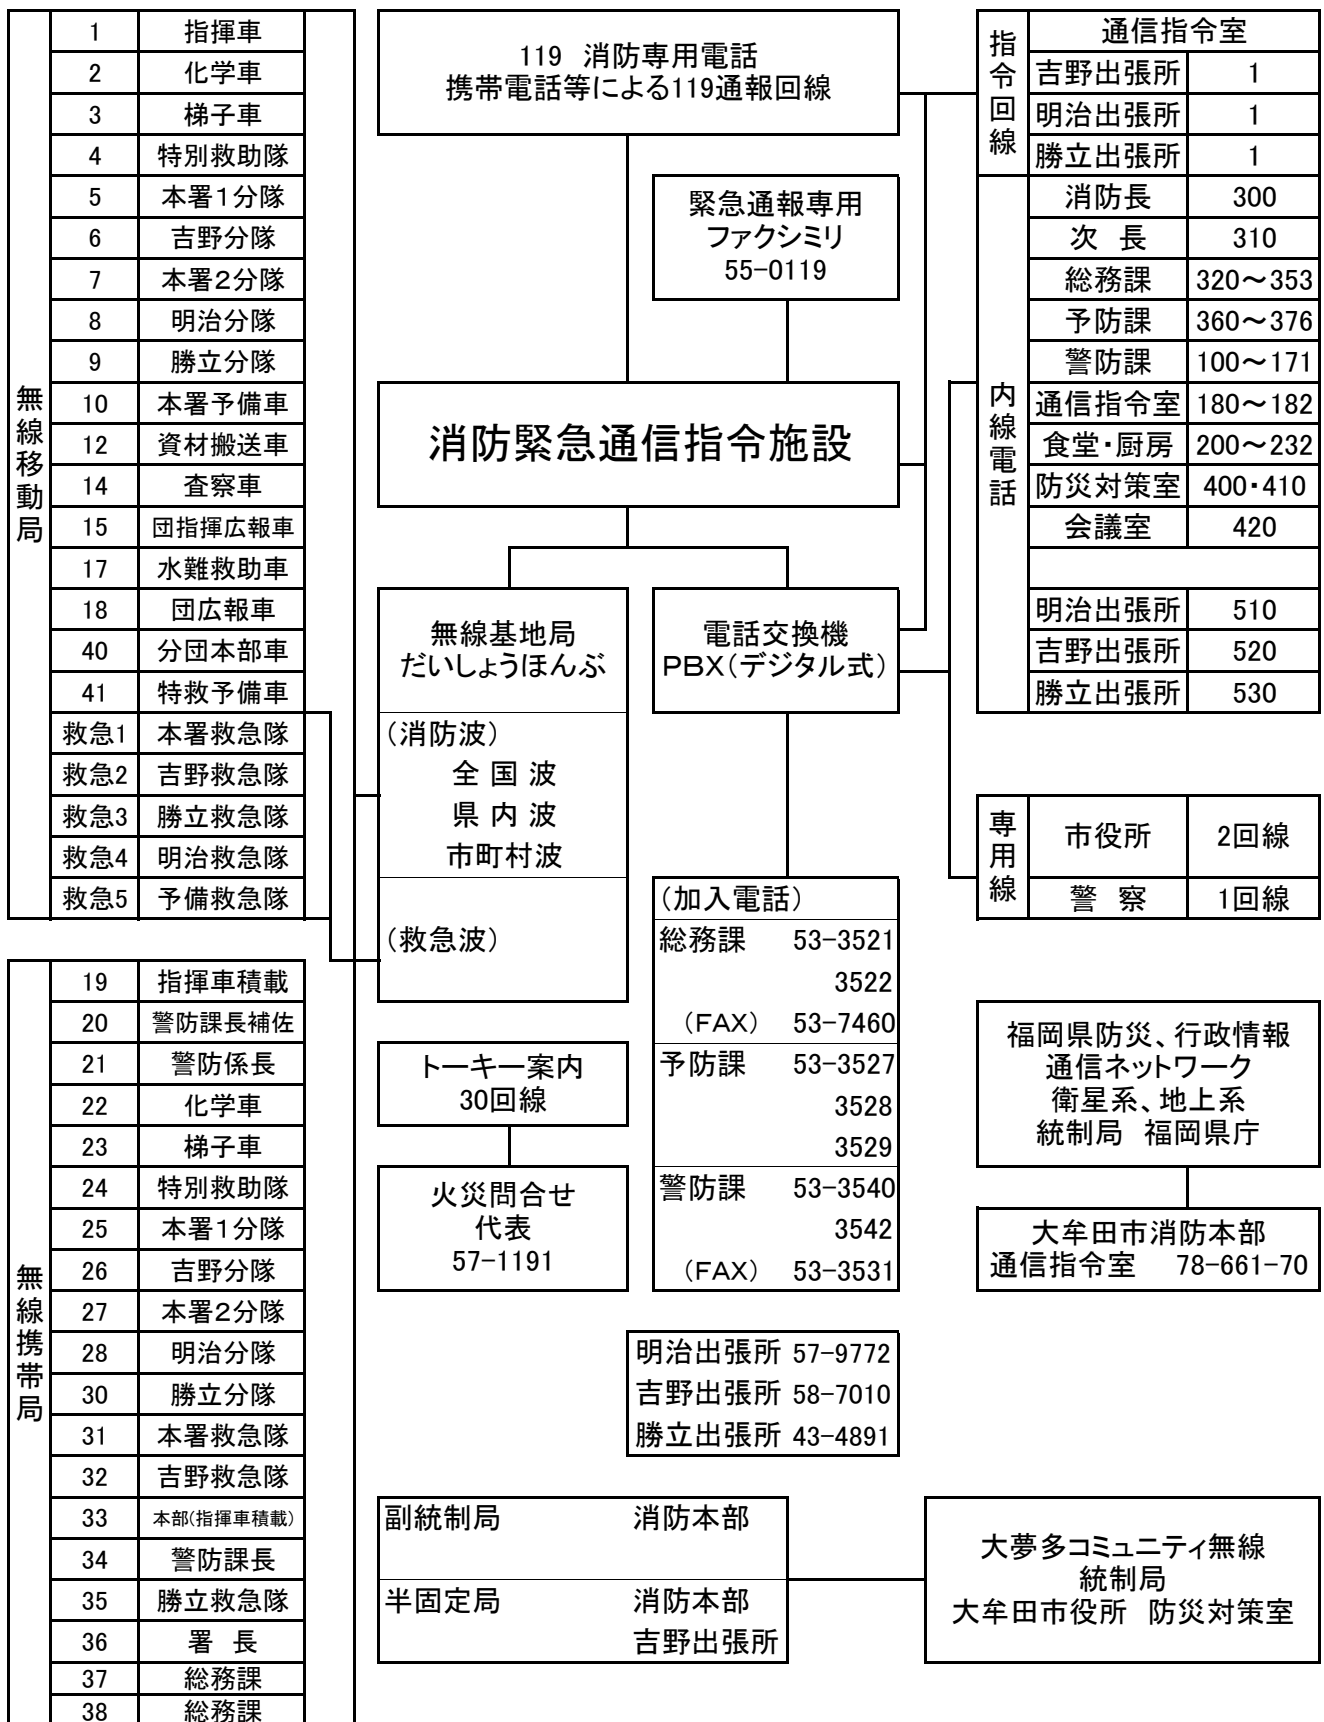 無線移動局
1 指揮車
2 化学車
3 梯子車
4 特別救助隊
5 本署1分隊
6 吉野分隊
7 本署2分隊
8 明治分隊
9 勝立分隊
10 本署予備車
12 資材搬送車
14 査察車
15 団指揮広報車
17 水難救助車
18 団広報車
40 分団本部車
41 特救予備車
救急1 本署救急隊
救急2 吉野救急隊
救急3 勝立救急隊
救急4 明治救急隊
救急5 予備救急隊
無線携帯局
19 指揮車積載
20 警防課長補佐
21 警防係長
22 化学車
23 梯子車
24 特別救助隊
25 本署1分隊
26 吉野分隊
27 本署2分隊
28 明治分隊
30 勝立分隊
31 本署救急隊
32 吉野救急隊
33 本部(指揮車積載)
34 警防課長
35 勝立救急隊
36 署 長
37 総務課
38 総務課
119 消防専用電話
携帯電話等による119通報回線
緊急通報専用
ファクシミリ
55-0119
消防緊急通信指令施設
無線基地局
だいしょうほんぶ
(消防波)
全 国 波
県 内 波
市町村波
(救急波)
電話交換機
PBX(デジタル式)
(加入電話)
総務課 53-3521
3522
(FAX) 53-7460
予防課 53-3527
3528
3529
警防課 53-3540
3542
(FAX) 53-3531
トーキー案内
30回線
火災問合せ
代表
57-1191
明治出張所 57-9772
吉野出張所 58-7010
勝立出張所 43-4891
副統制局 消防本部
半固定局 消防本部
吉野出張所
指令回線
通信指令室
吉野出張所 1
明治出張所 1
勝立出張所 1
内線電話
消防長 300
次 長 310
総務課 320～353
予防課 360～376
警防課 100～171
通信指令室 180～182
食堂・厨房 200～232
防災対策室 400・410
会議室 420
明治出張所 510
吉野出張所 520
勝立出張所 530
専用線
市役所 2回線
警 察 1回線
福岡県防災、行政情報
通信ネットワーク
衛星系、地上系
統制局 福岡県庁
大牟田市消防本部
通信指令室 78-661-70
大夢多コミュニティ無線
統制局
大牟田市役所 防災対策室